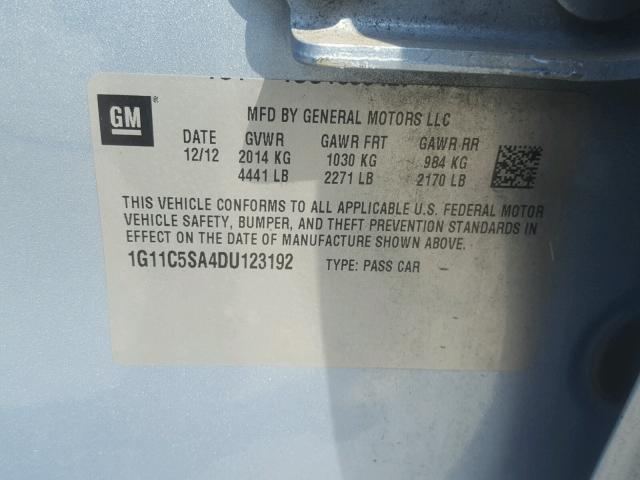 GM ®
MFD BY GENERAL MOTORS LLC
DATE GVWR GAWR FRT GAWR RR
12/12 2014 KG 1030 KG 984 KG
4441 LB 2271 LB 2170 LB
THIS VEHICLE CONFORMS TO ALL APPLICABLE U.S. FEDERAL MOTOR
VEHICLE SAFETY, BUMPER, AND THEFT PREVENTION STANDARDS
IN EFFECT ON THE DATE OF MANUFACTURE SHOWN ABOVE.
1G11C5SA4DU123192 TYPE: PASS CAR